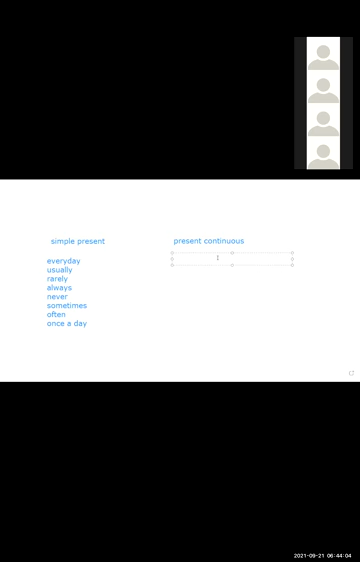 simple present
present continuous
everyday
usually
rarely
always
never
sometimes
often
once a day
2021-09-21 06:44:04